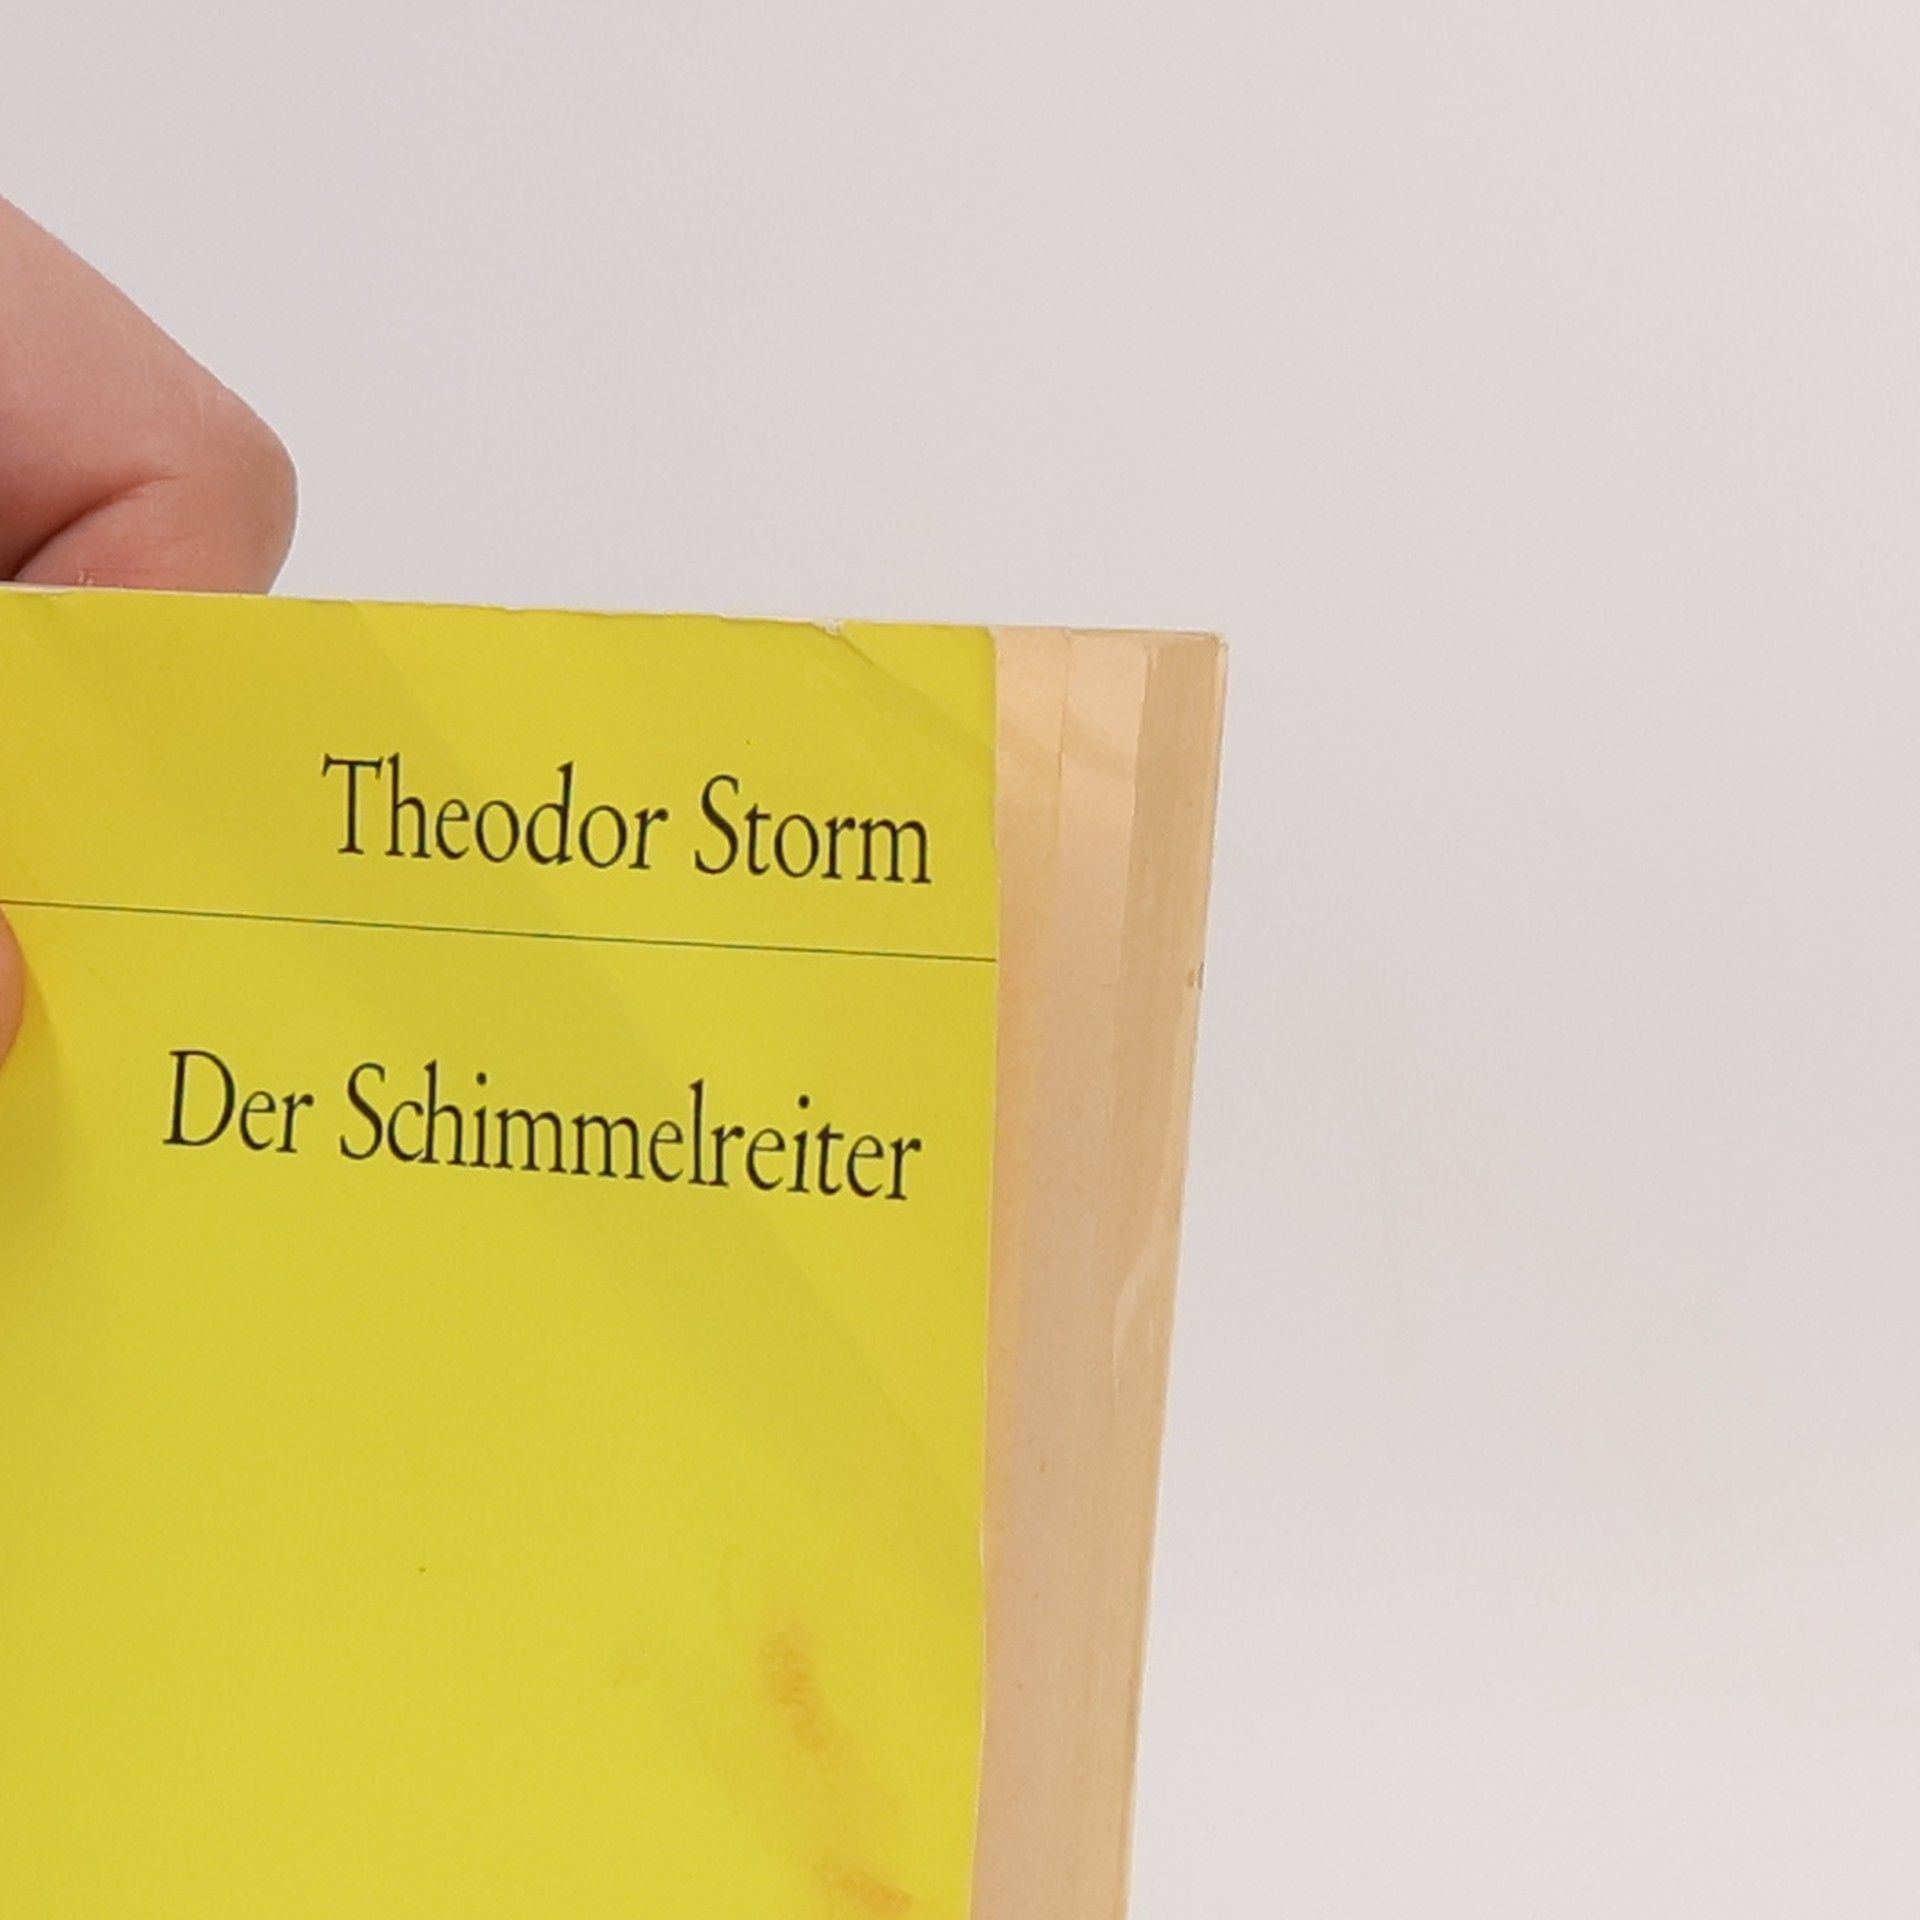 Theodor Storm
Der Schimmelreiter